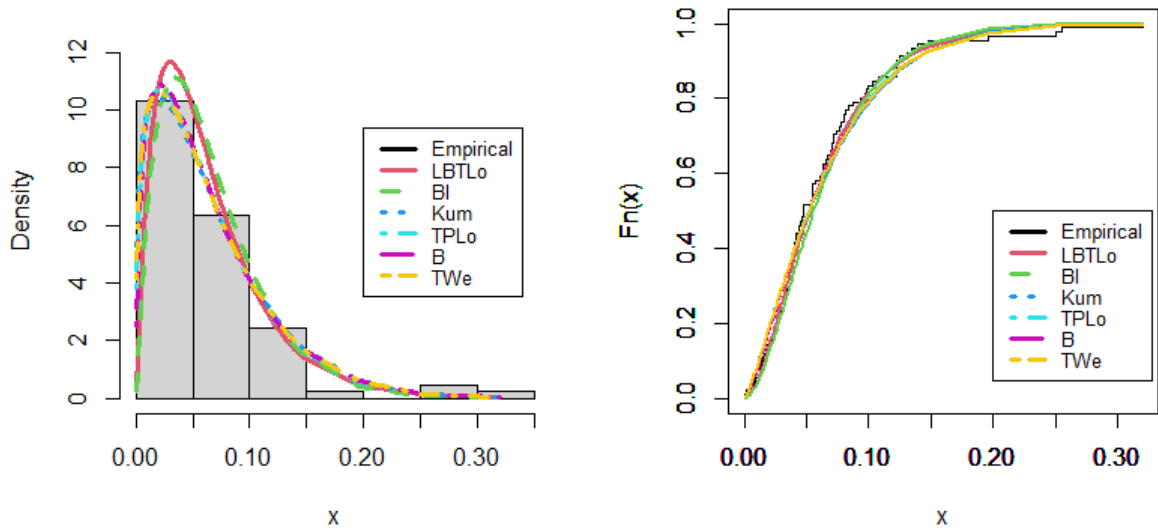 Density
12
10
8
6
4
2
0
0.00 0.10 0.20 0.30
x
Empirical
LBTLo
Bl
Kum
TPLo
B
TWe
Fn(x)
1.0
0.8
0.6
0.4
0.2
0.0
0.00 0.10 0.20 0.30
x
Empirical
LBTLo
Bl
Kum
TPLo
B
TWe